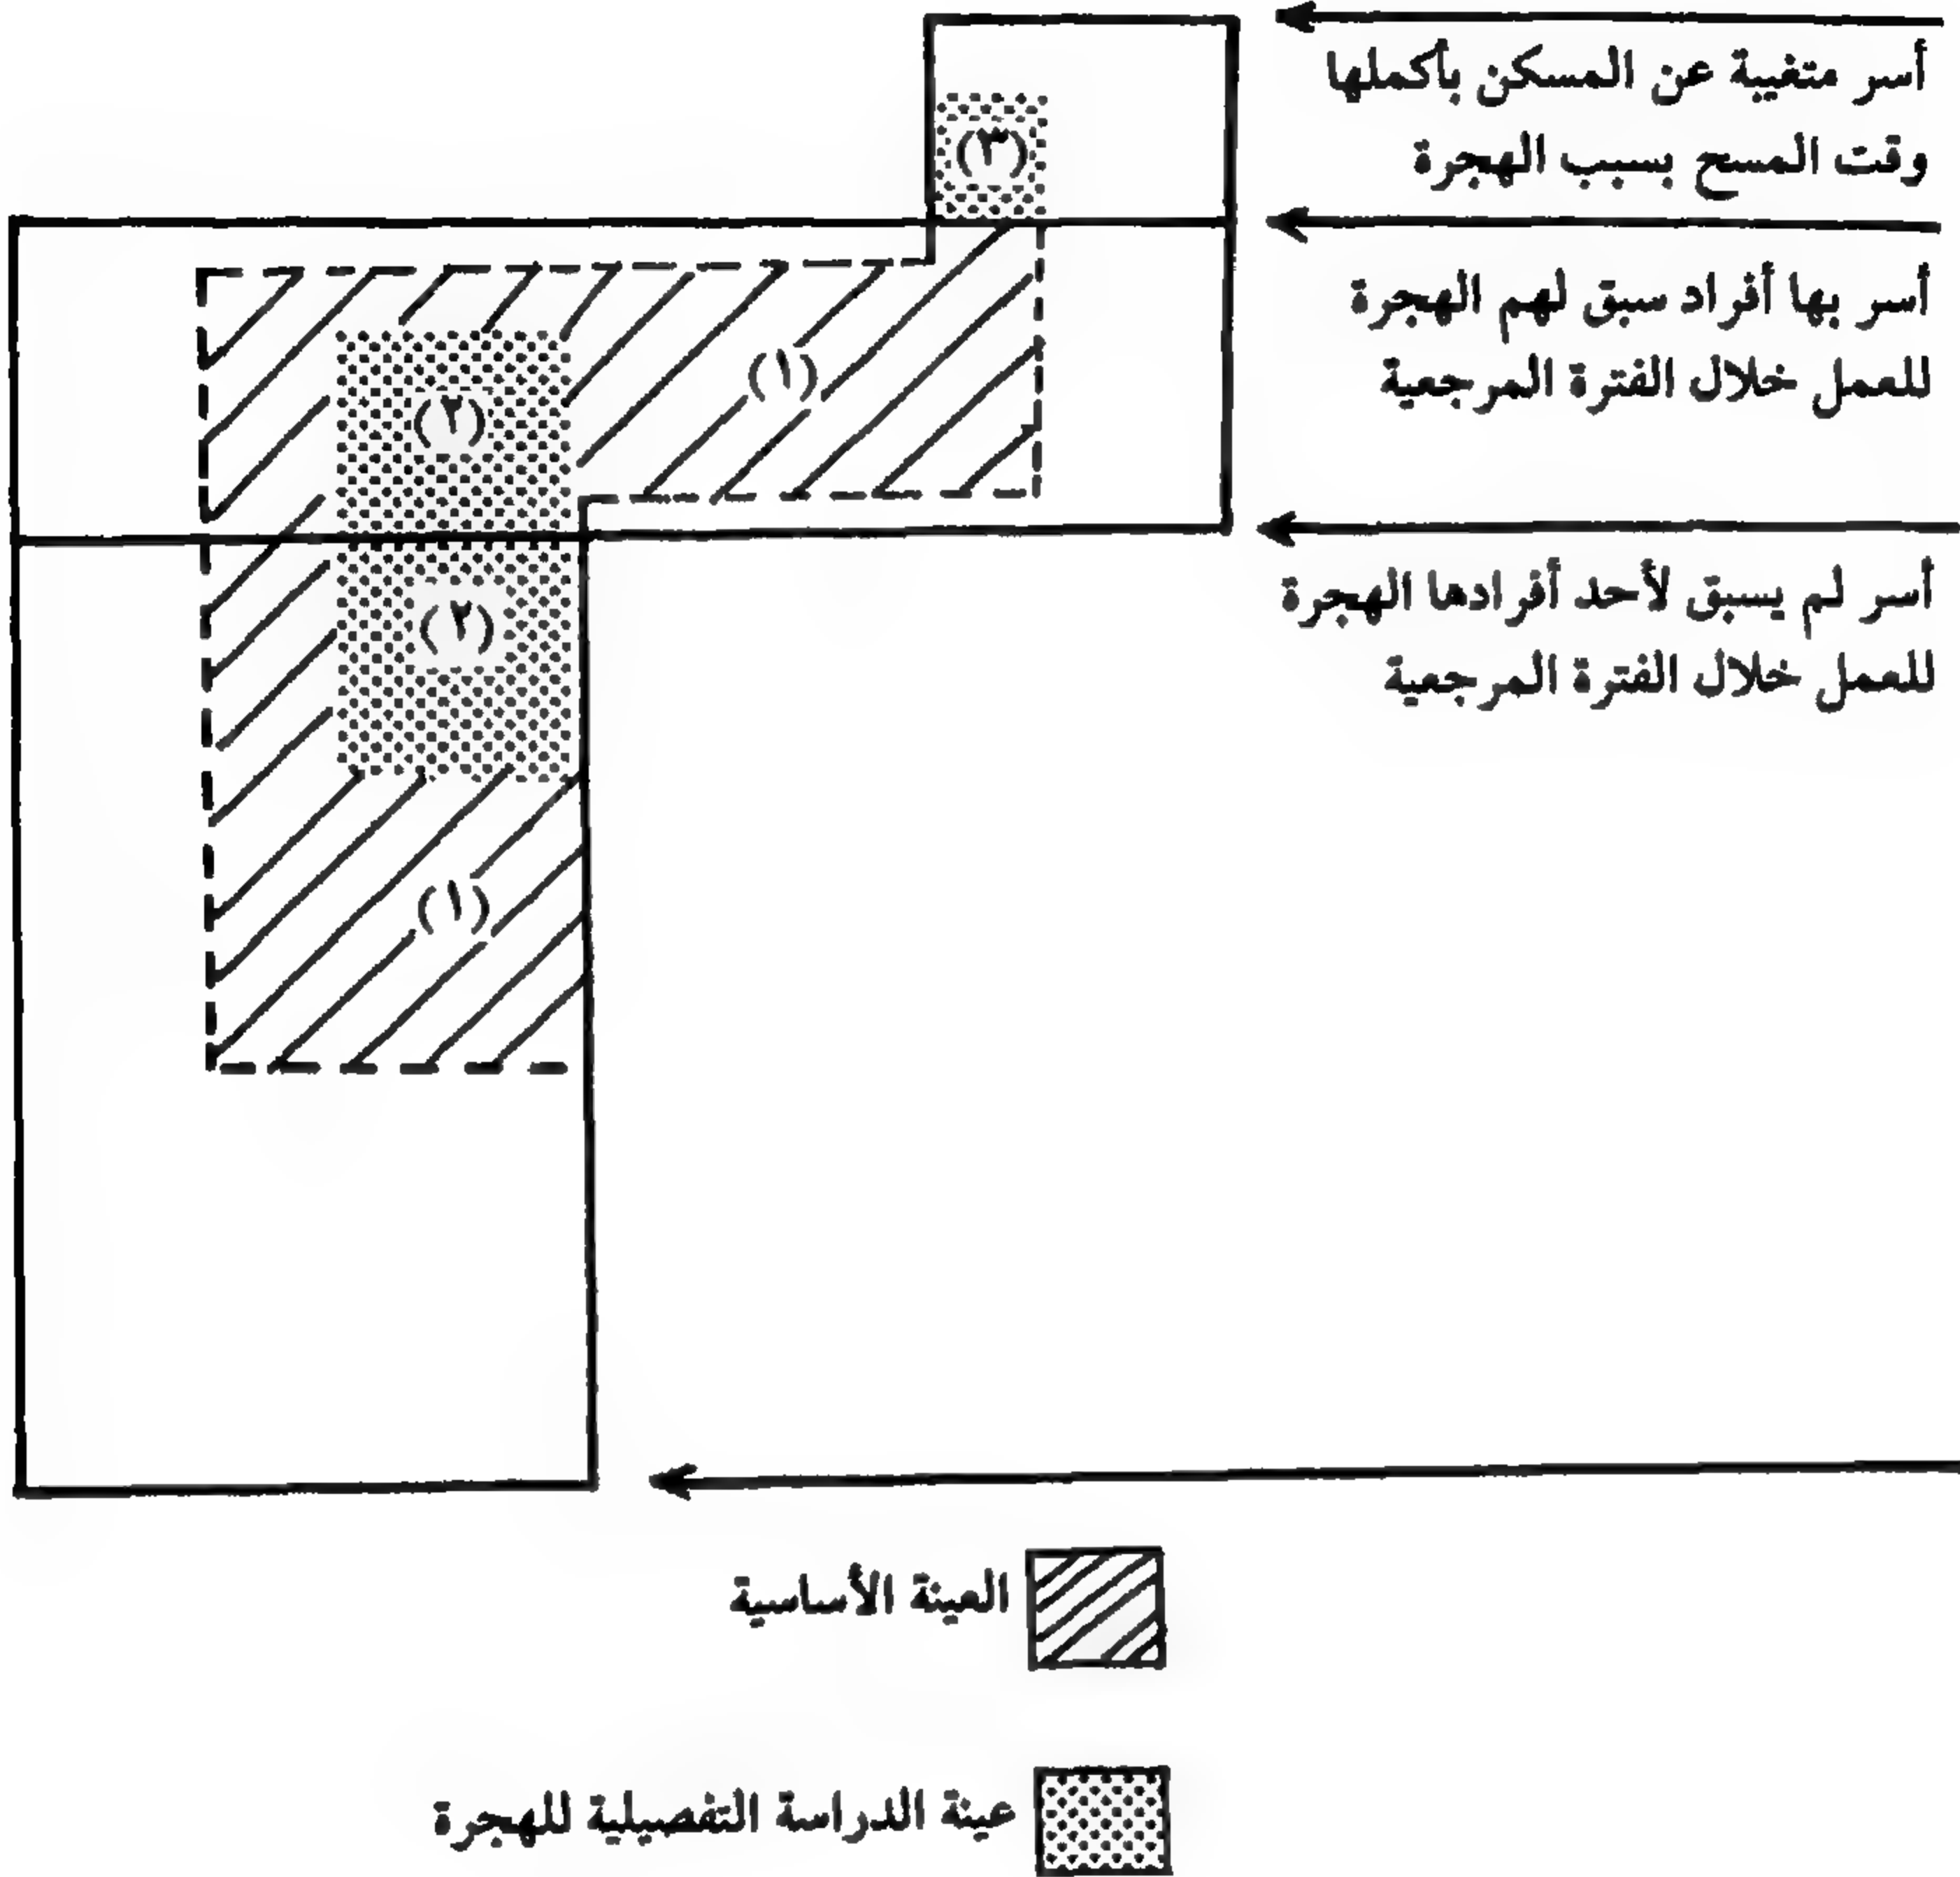 أسر متغيبة عن المسكن بأكملها
وقت المسح بسبب الهجرة
(٣)
أسر بها أفراد سبق لهم الهجرة
للعمل خلال الفترة المرجعية
(١)
(٢)
أسر لم يسبق لأحد أفرادها الهجرة
للعمل خلال الفترة المرجعية
(٢)
(١)
العينة الأساسية
عينة الدراسة التفصيلية للهجرة